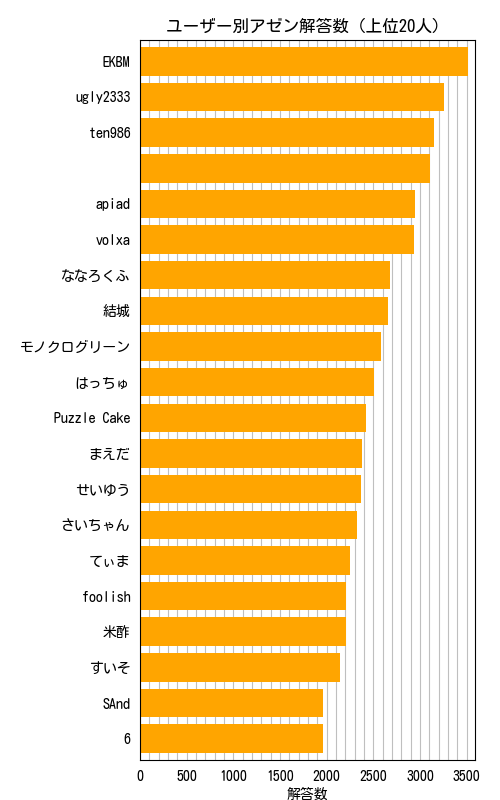 ユーザー別アゼン解答数 (上位20人)
EKBM
ugly2333
ten986
apiad
volxa
ななろくふ
結城
モノクログリーン
はっちゅ
Puzzle Cake
まえだ
せいゆう
さいちゃん
てぃま
foolish
米酢
すいそ
SAnd
6
0 500 1000 1500 2000 2500 3000 3500
解答数